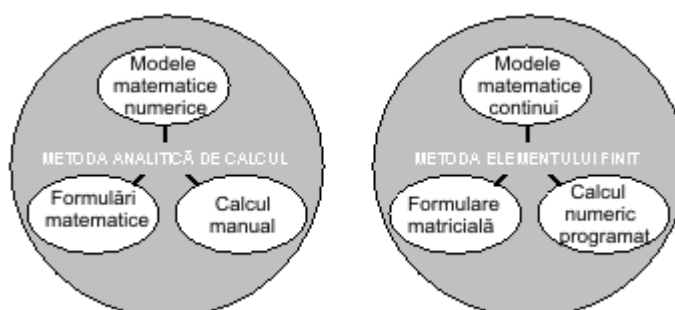 Modele
matematice
numerice
METODA ANALITICĂ DE CALCUL
Formulări
matematice
Calcul
manual
Modele
matematice
continui
METODA ELEMENTULUI FINIT
Formulare
matricială
Calcul
numeric
programat